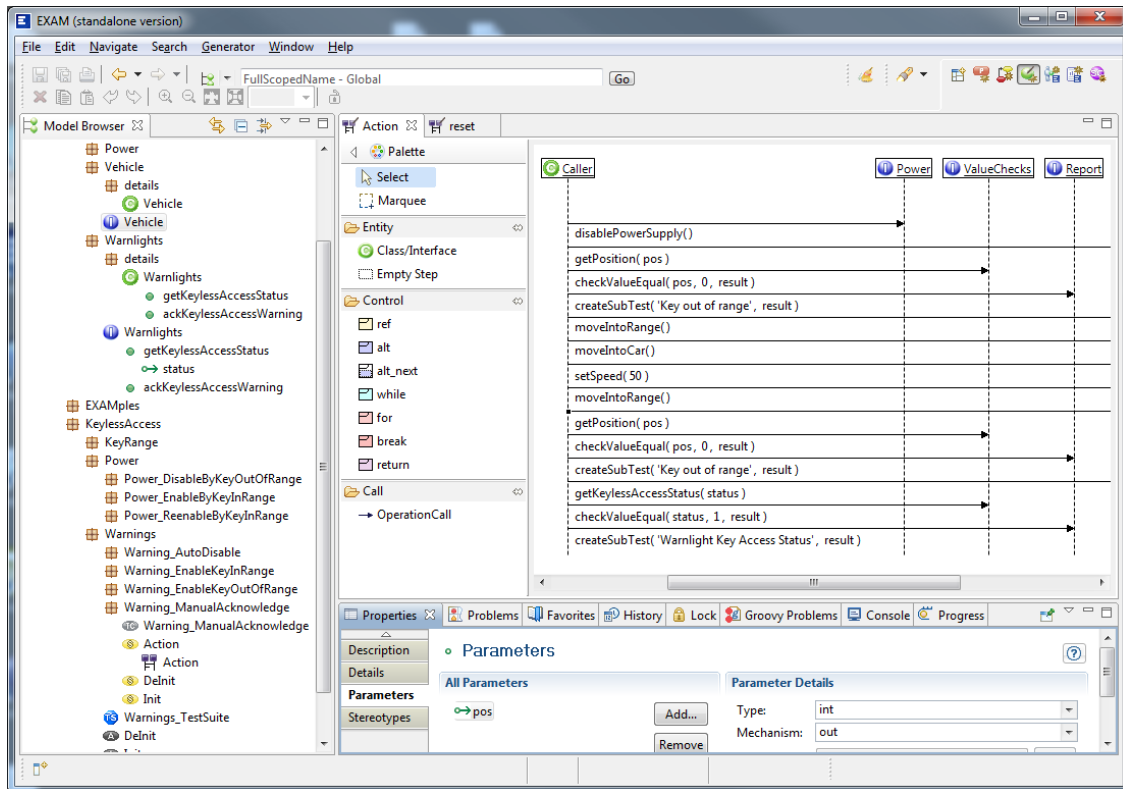 EXAM (standalone version)
File Edit Navigate Search Generator Window Help
FullScopedName - Global
Go
Model Browser
Power
Vehicle
details
Vehicle
Vehicle
Warnlights
details
Warnlights
getKeylessAccessStatus
ackKeylessAccessWarning
Warnlights
getKeylessAccessStatus
status
ackKeylessAccessWarning
EXAMples
KeylessAccess
KeyRange
Power
Power_DisableByKeyOutOfRange
Power_EnableByKeyInRange
Power_ReenableByKeyInRange
Warnings
Warning_AutoDisable
Warning_EnableKeyInRange
Warning_EnableKeyOutOfRange
Warning_ManualAcknowledge
TC Warning_ManualAcknowledge
S Action
Action
S DeInit
S Init
TS Warnings_TestSuite
DeInit
Action reset
Palette
Select
Marquee
Entity
Class/Interface
Empty Step
Control
ref
alt
alt_next
while
for
break
return
Call
OperationCall
Caller Power ValueChecks Report
disablePowerSupply()
getPosition( pos )
checkValueEqual( pos, 0, result )
createSubTest( 'Key out of range', result )
moveIntoRange()
moveIntoCar()
setSpeed( 50 )
moveIntoRange()
getPosition( pos )
checkValueEqual( pos, 0, result )
createSubTest( 'Key out of range', result )
getKeylessAccessStatus( status )
checkValueEqual( status, 1, result )
createSubTest( 'Warnlight Key Access Status', result )
Properties Problems Favorites History Lock Groovy Problems Console Progress
Description
Details
Parameters
Stereotypes
Parameters
All Parameters
pos
Add...
Remove
Parameter Details
Type: int
Mechanism: out